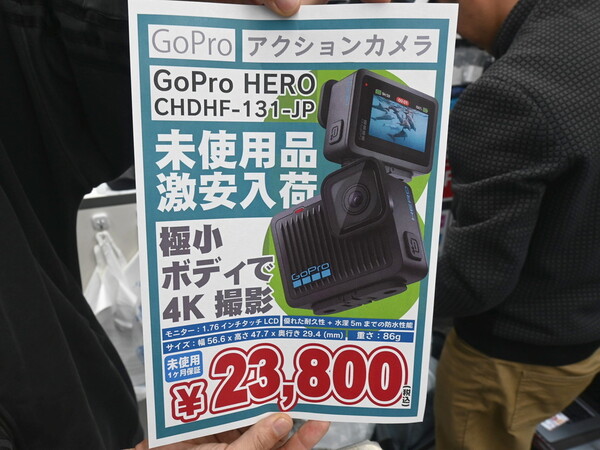 GoPro アクションカメラ
GoPro HERO
CHDHF-131-JP
未使用品
激安入荷
極小
ボディで
4K 撮影
GoPro
モニター：1.76 インチタッチ LCD 優れた耐久性 + 水深 5m までの防水性能
サイズ：幅 56.6 x 高さ 47.7 x 奥行き 29.4 (mm)、重さ：86g
未使用
1ヶ月保証
¥23,800(税込)